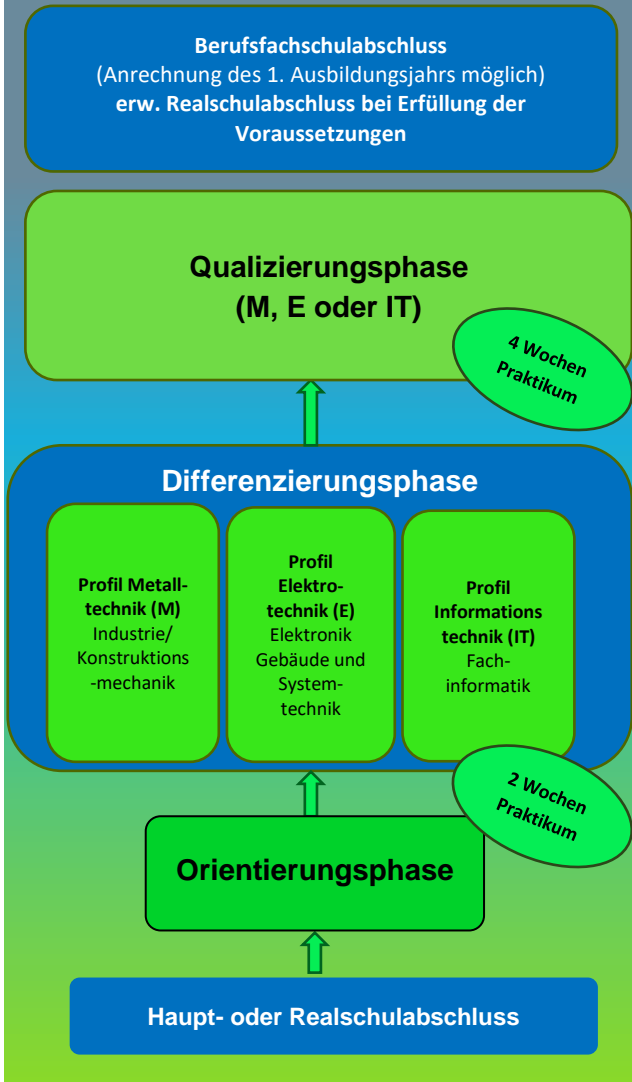 Berufsfachschulabschluss
(Anrechnung des 1. Ausbildungsjahrs möglich)
erw. Realschulabschluss bei Erfüllung der
Voraussetzungen
Qualizierungsphase
(M, E oder IT)
4 Wochen
Praktikum
Differenzierungsphase
Profil Metall-
technik (M)
Industrie/
Konstruktions
-mechanik
Profil
Elektro-
technik (E)
Elektronik
Gebäude und
System-
technik
Profil
Informations
technik (IT)
Fach-
informatik
2 Wochen
Praktikum
Orientierungsphase
Haupt- oder Realschulabschluss